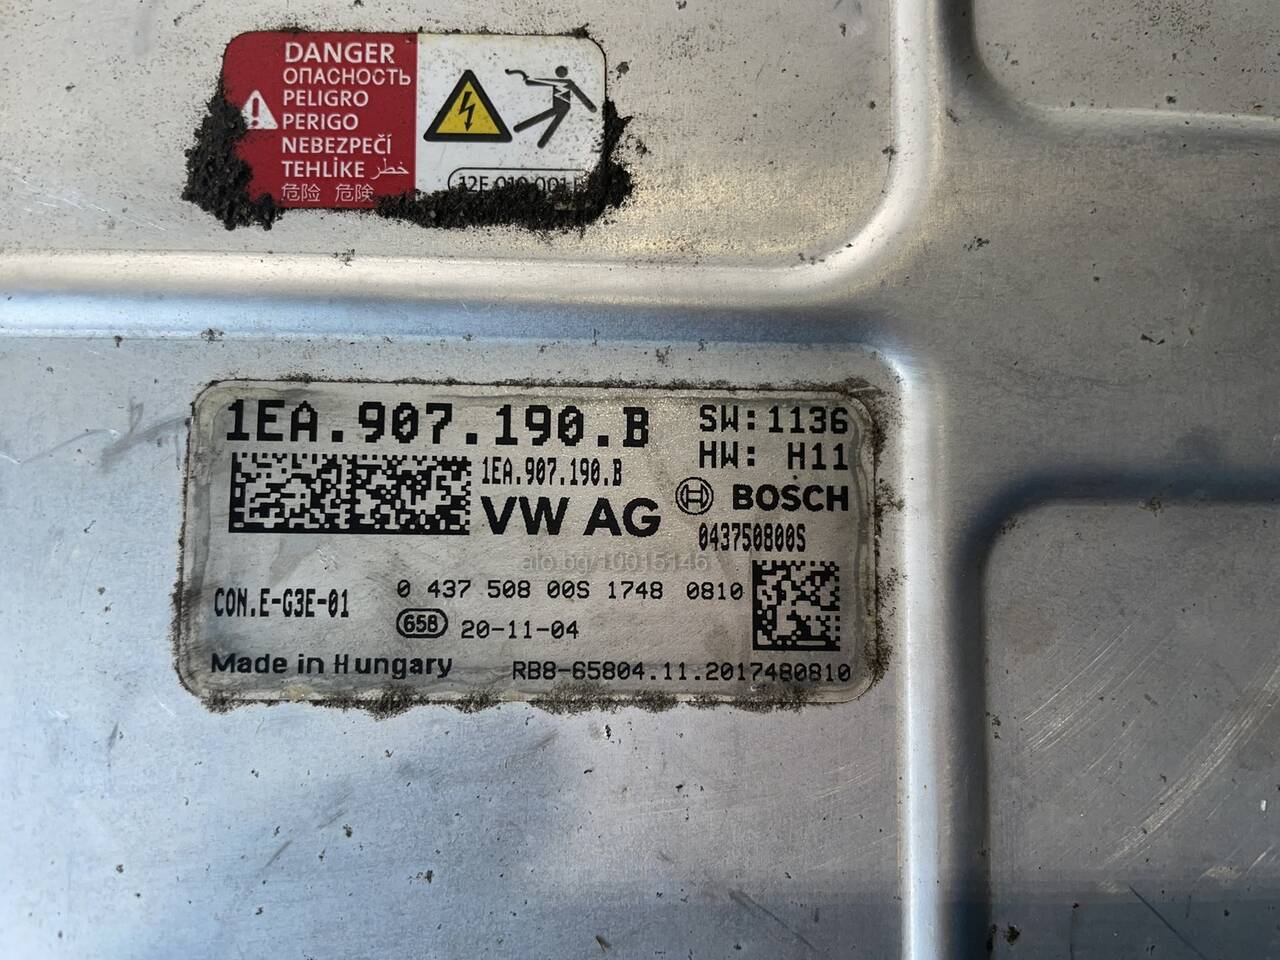 DANGER
ОПАСНОСТЬ
PELIGRO
PERIGO
NEBEZPEČÍ
TEHLİKE خطر
危险 危険
1EA.907.190.B
SW:1136
HW: H11
1EA.907.190.B
VW AG
BOSCH
043750800S
alo.bg/10015146
0 437 508 00S 1748 0810
CON.E-G3E-01
658 20-11-04
Made in Hungary
RB8-65804.11.2017480810